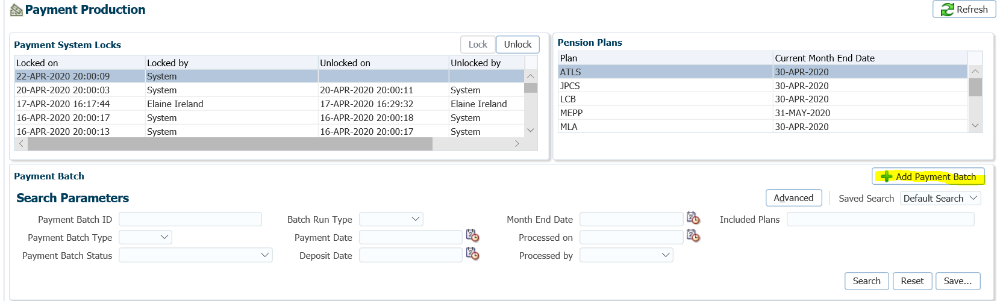 Payment Production
Refresh
Payment System Locks
Lock
Unlock
Locked on Locked by Unlocked on Unlocked by
22-APR-2020 20:00:09 System
20-APR-2020 20:00:03 System 20-APR-2020 20:00:11 System
17-APR-2020 16:17:44 Elaine Ireland 17-APR-2020 16:29:32 Elaine Ireland
16-APR-2020 20:00:17 System 16-APR-2020 20:00:18 System
16-APR-2020 20:00:13 System 16-APR-2020 20:00:17 System
Pension Plans
Plan Current Month End Date
ATLS 30-APR-2020
JPCS 30-APR-2020
LCB 30-APR-2020
MEPP 31-MAY-2020
MLA 30-APR-2020
Payment Batch
Add Payment Batch
Search Parameters
Advanced
Saved Search Default Search
Payment Batch ID Batch Run Type Month End Date Included Plans
Payment Batch Type Payment Date Processed on
Payment Batch Status Deposit Date Processed by
Search Reset Save...